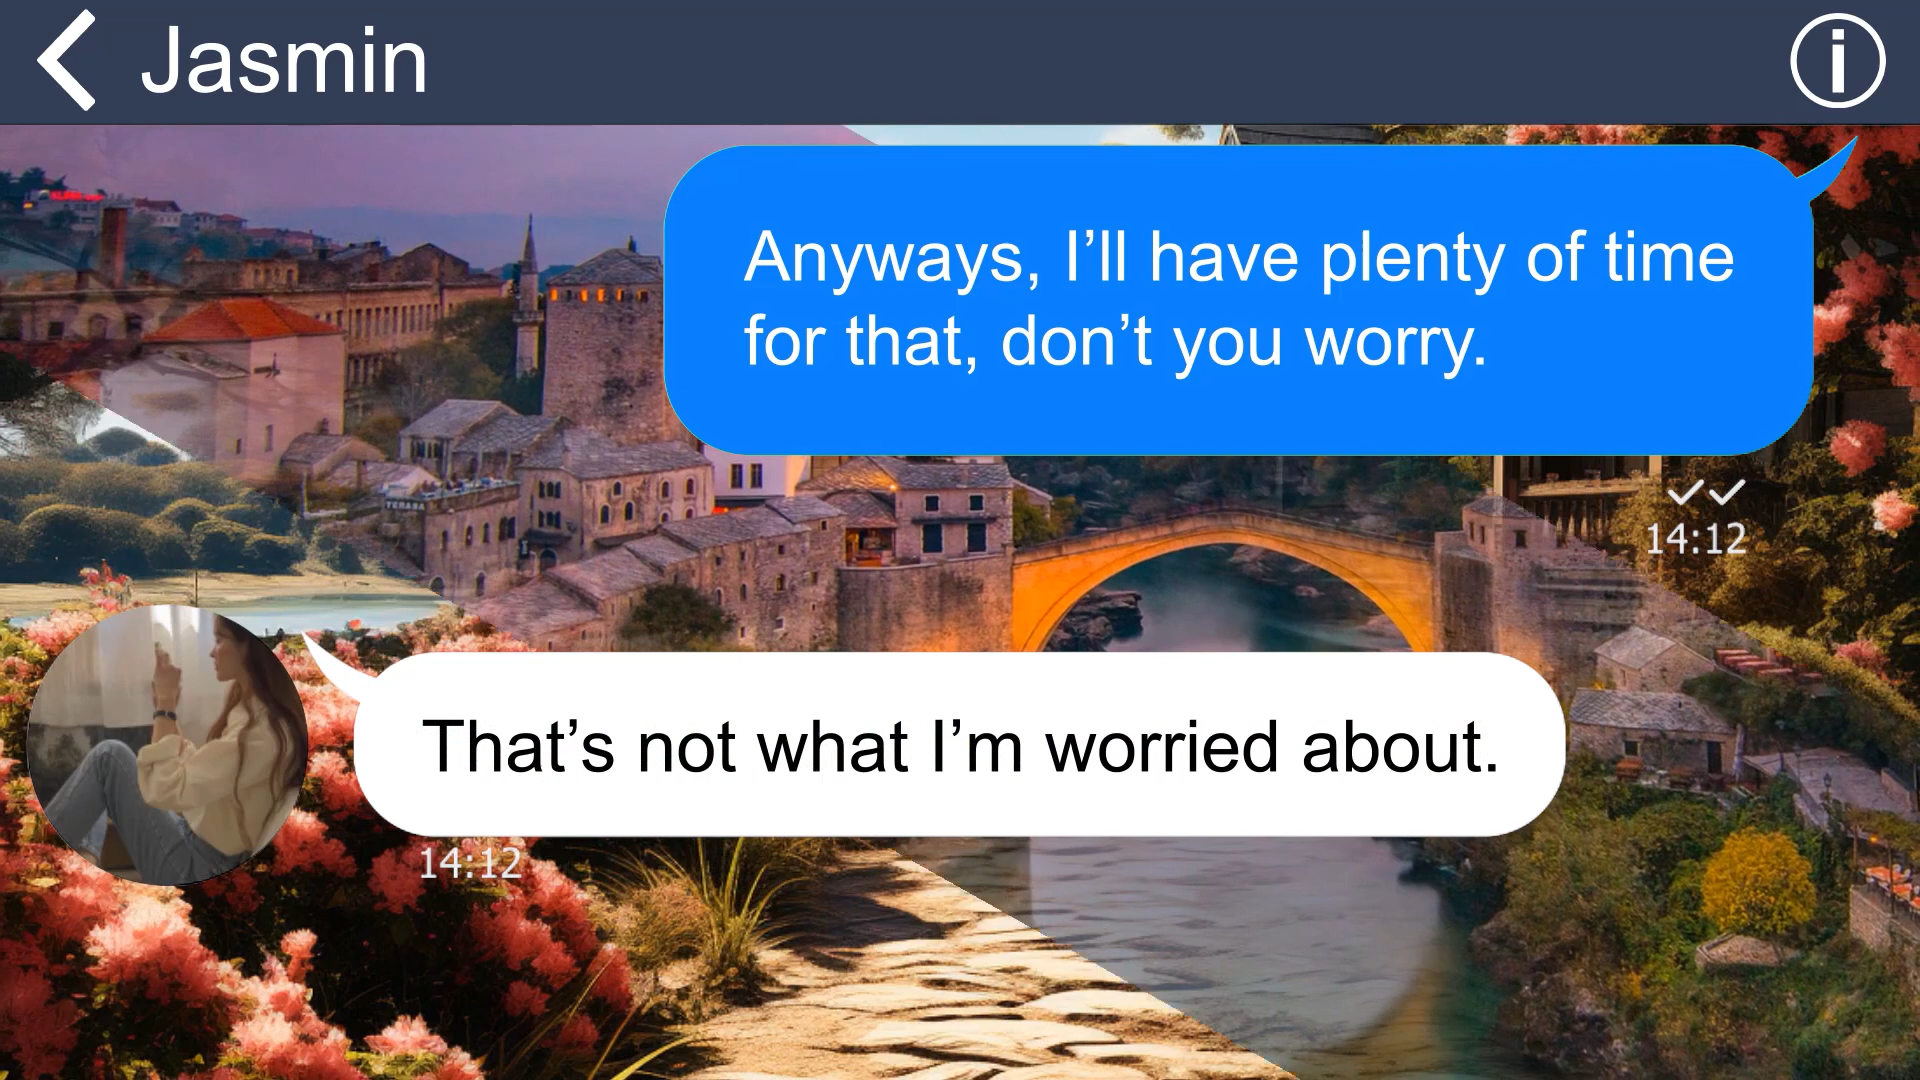 Jasmin
Anyways, I’ll have plenty of time
for that, don’t you worry.
14:12
TERASA
That’s not what I’m worried about.
14:12